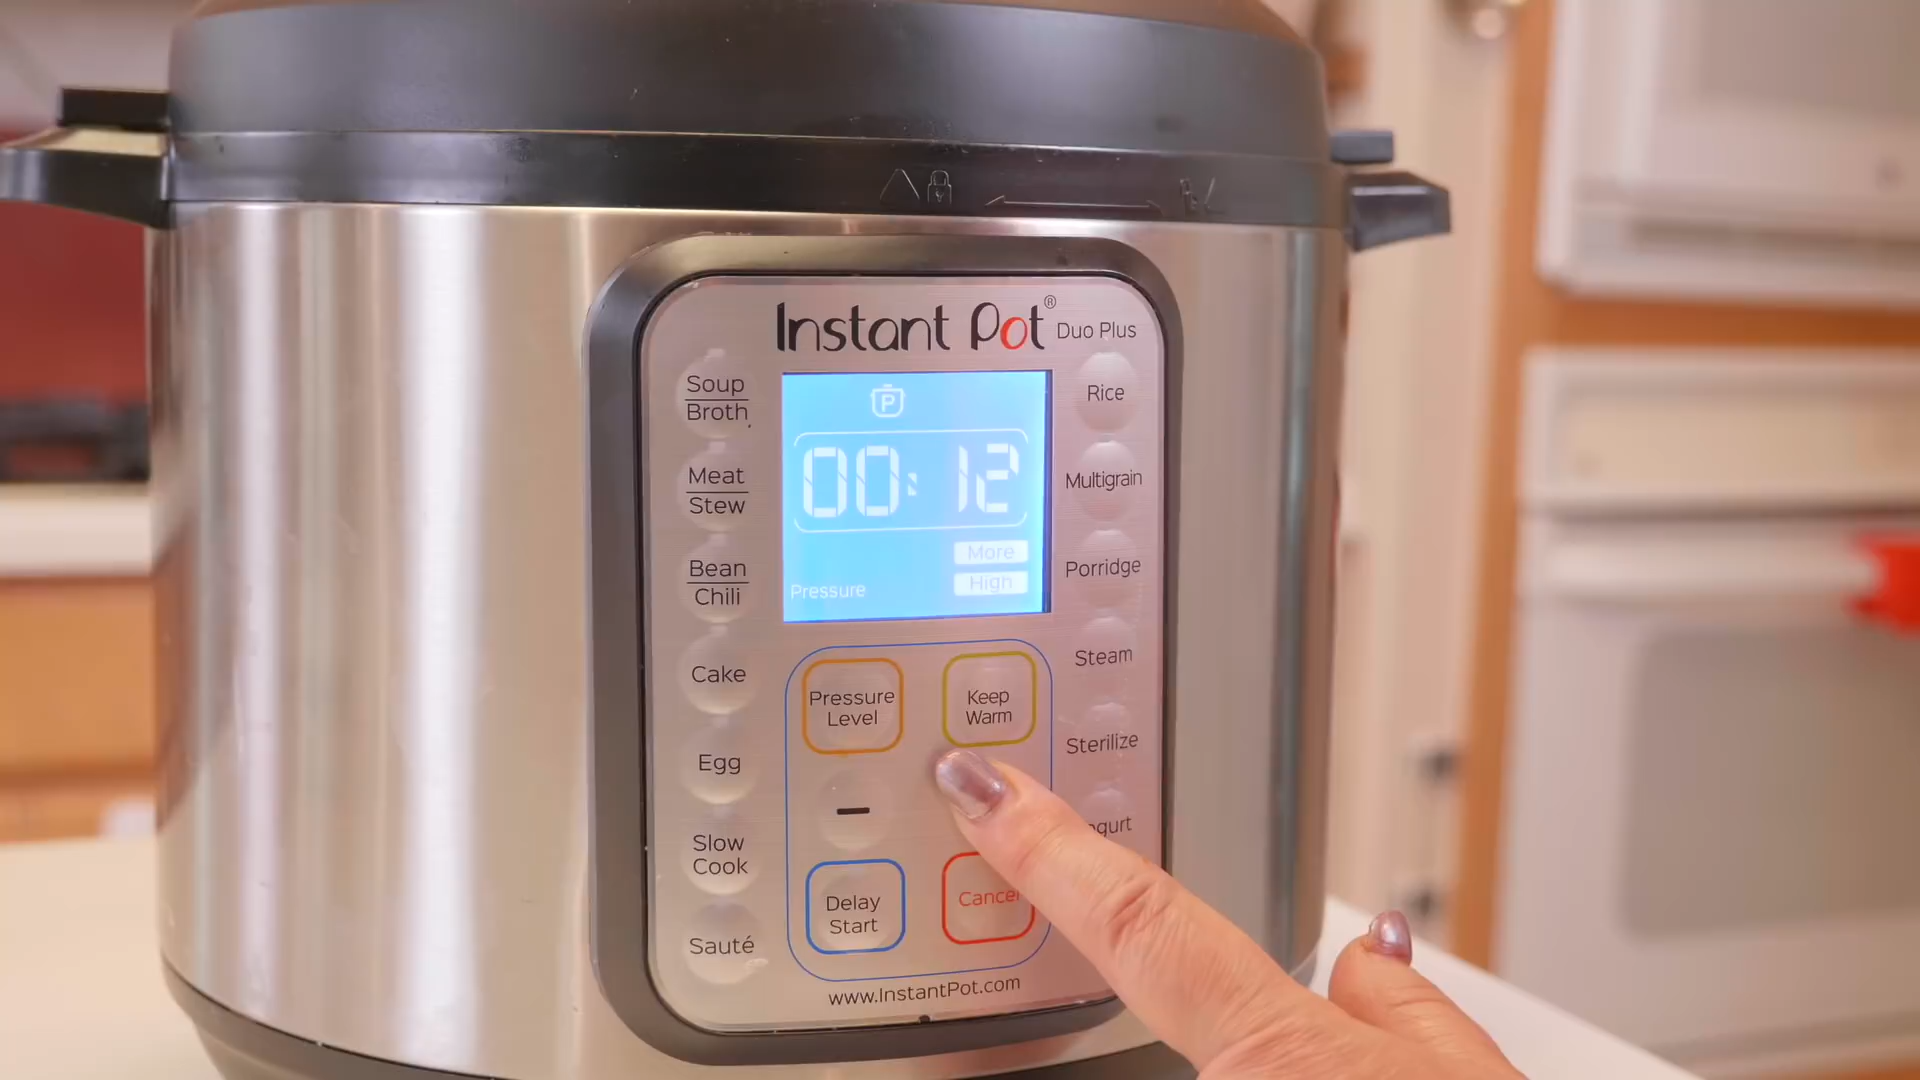 Instant Pot® Duo Plus
P
00:12
More
High
Pressure
Soup
Broth
Meat
Stew
Bean
Chili
Cake
Egg
Slow
Cook
Sauté
Pressure
Level
Keep
Warm
−
Delay
Start
Cancel
Rice
Multigrain
Porridge
Steam
Sterilize
www.InstantPot.com